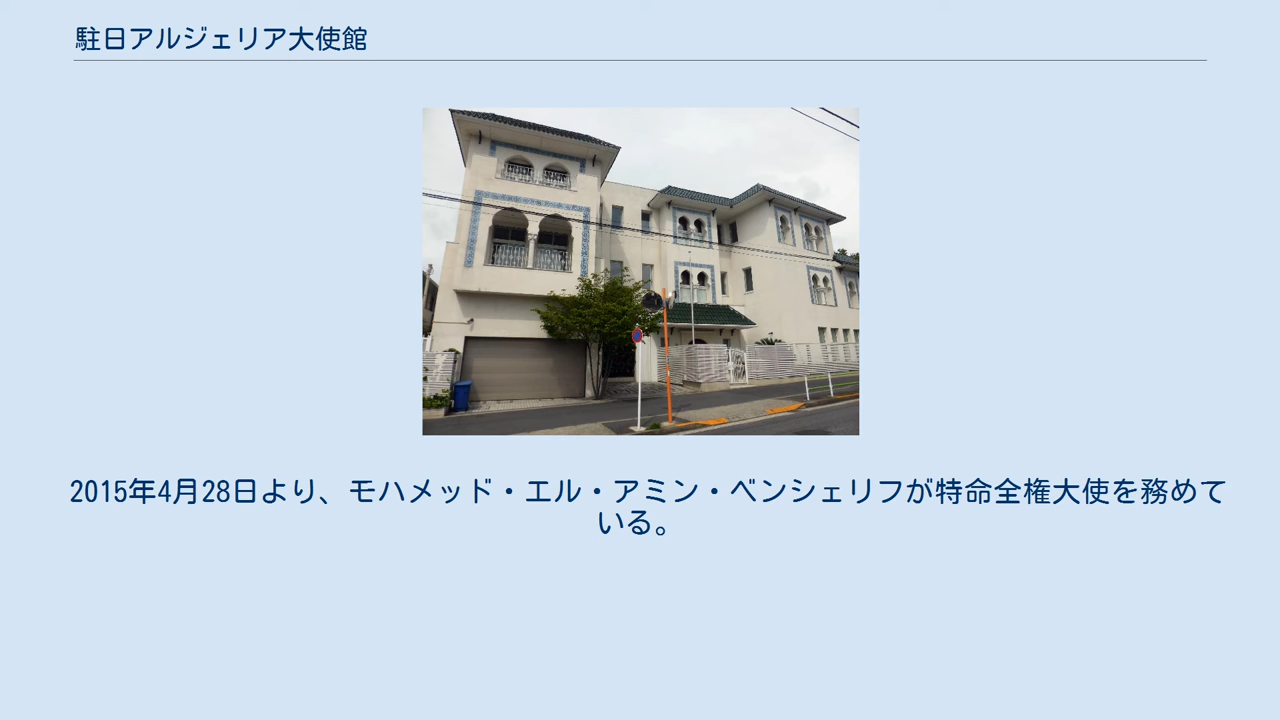 駐日アルジェリア大使館
2015年4月28日より、モハメッド・エル・アミン・ベンシェリフが特命全権大使を務めて
いる。